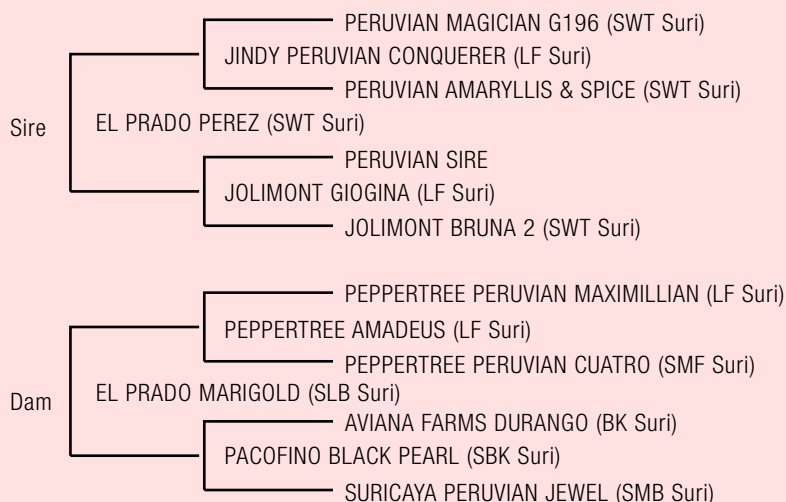 PERUVIAN MAGICIAN G196 (SWT Suri)
JINDY PERUVIAN CONQUERER (LF Suri)
PERUVIAN AMARYLLIS & SPICE (SWT Suri)
Sire
EL PRADO PEREZ (SWT Suri)
PERUVIAN SIRE
JOLIMONT GIOGINA (LF Suri)
JOLIMONT BRUNA 2 (SWT Suri)
PEPPERTREE PERUVIAN MAXIMILLIAN (LF Suri)
PEPPERTREE AMADEUS (LF Suri)
PEPPERTREE PERUVIAN CUATRO (SMF Suri)
Dam
EL PRADO MARIGOLD (SLB Suri)
AVIANA FARMS DURANGO (BK Suri)
PACOFINO BLACK PEARL (SBK Suri)
SURICAYA PERUVIAN JEWEL (SMB Suri)